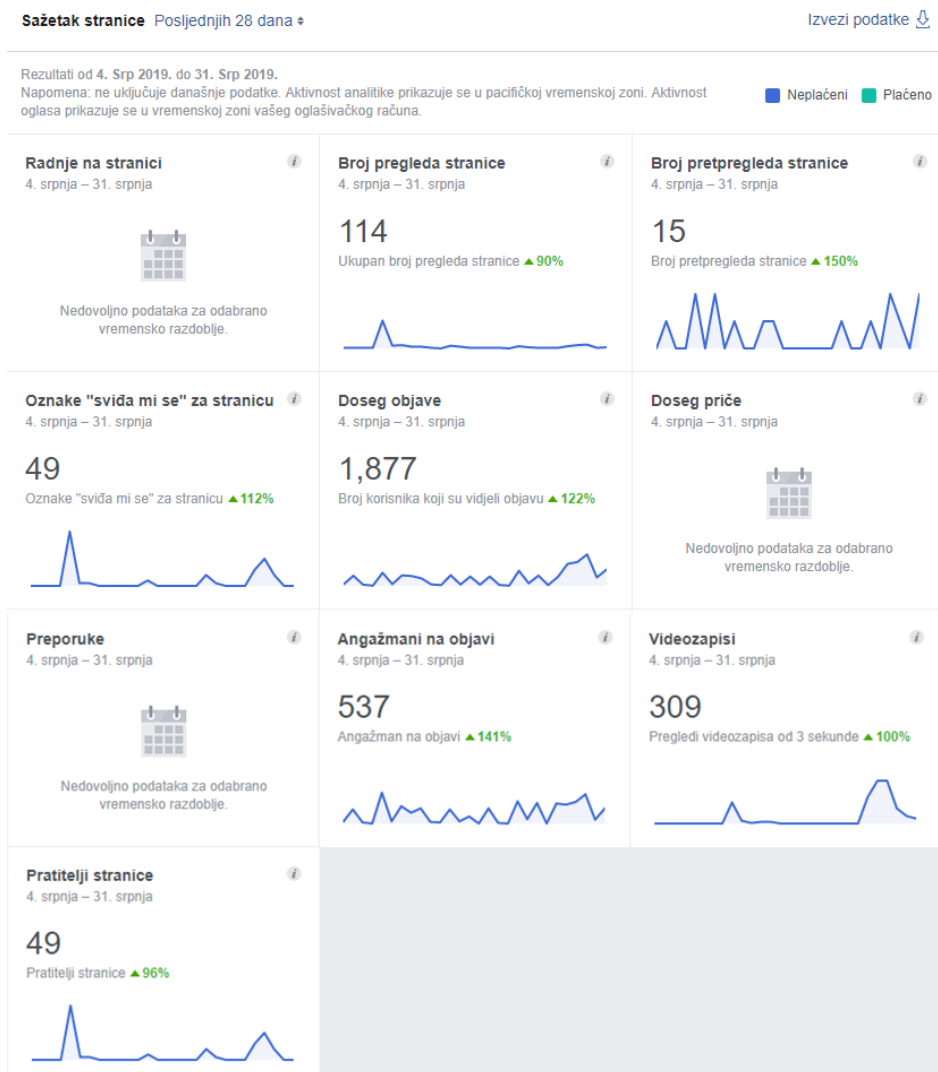 Sažetak stranice Posljednjih 28 dana
Izvezi podatke
Rezultati od 4. Srp 2019. do 31. Srp 2019.
Napomena: ne uključuje današnje podatke. Aktivnost analitike prikazuje se u pacifičkoj vremenskoj zoni. Aktivnost
oglasa prikazuje se u vremenskoj zoni vašeg oglašivačkog računa.
Neplaćeni Plaćeno
Radnje na stranici
4. srpnja – 31. srpnja
Nedovoljno podataka za odabrano
vremensko razdoblje.
Broj pregleda stranice
4. srpnja – 31. srpnja
114
Ukupan broj pregleda stranice ▲ 90%
Broj pretpregleda stranice
4. srpnja – 31. srpnja
15
Broj pretpregleda stranice ▲ 150%
Oznake "sviđa mi se" za stranicu
4. srpnja – 31. srpnja
49
Oznake "sviđa mi se" za stranicu ▲ 112%
Doseg objave
4. srpnja – 31. srpnja
1,877
Broj korisnika koji su vidjeli objavu ▲ 122%
Doseg priče
4. srpnja – 31. srpnja
Nedovoljno podataka za odabrano
vremensko razdoblje.
Preporuke
4. srpnja – 31. srpnja
Nedovoljno podataka za odabrano
vremensko razdoblje.
Angažmani na objavi
4. srpnja – 31. srpnja
537
Angažman na objavi ▲ 141%
Videozapisi
4. srpnja – 31. srpnja
309
Pregledi videozapisa od 3 sekunde ▲ 100%
Pratitelji stranice
4. srpnja – 31. srpnja
49
Pratitelji stranice ▲ 96%